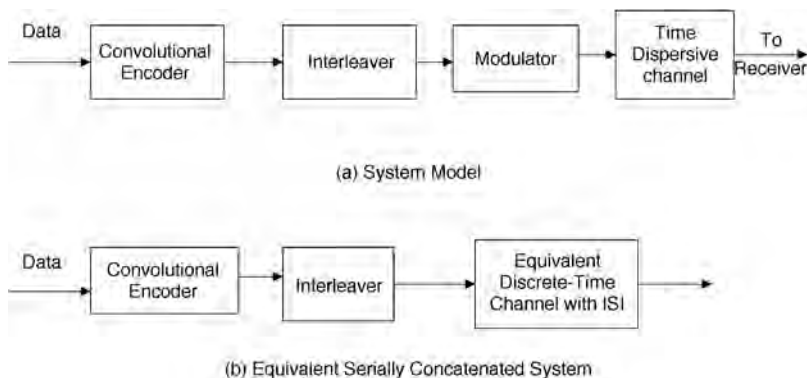 Data
Convolutional
Encoder
Interleaver
Modulator
Time
Dispersive
channel
To
Receiver
(a) System Model
Data
Convolutional
Encoder
Interleaver
Equivalent
Discrete-Time
Channel with ISI
(b) Equivalent Serially Concatenated System